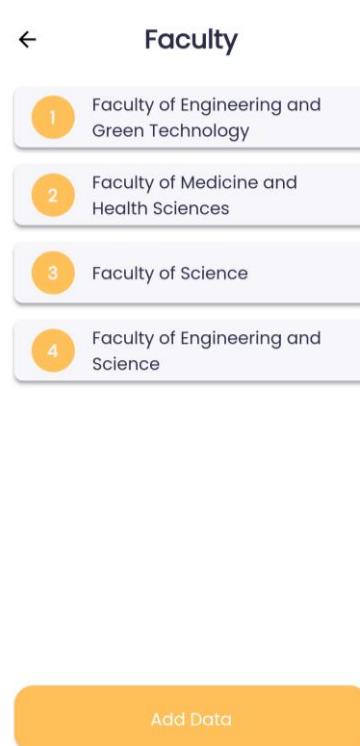 Faculty
1
Faculty of Engineering and
Green Technology
2
Faculty of Medicine and
Health Sciences
3
Faculty of Science
4
Faculty of Engineering and
Science
Add Data